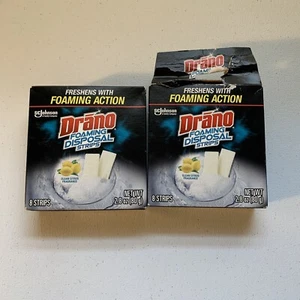 FRESHENS WITH
FOAMING ACTION
SC Johnson
Drano
FOAMING
DISPOSAL
STRIPS
8 STRIPS
NET WT
FRESHENS WITH
FOAMING ACTION
SC Johnson
Drano
FOAMING
DISPOSAL
STRIPS
8 STRIPS
NET WT